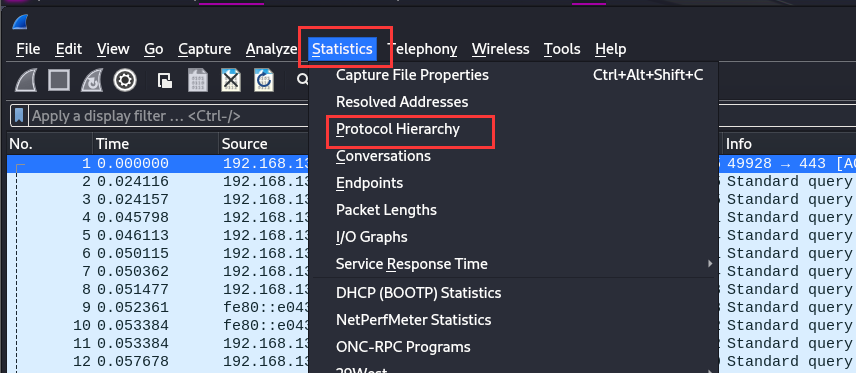 File Edit View Go Capture Analyze Statistics Telephony Wireless Tools Help
Apply a display filter ... <Ctrl-/>
Capture File Properties Ctrl+Alt+Shift+C
Resolved Addresses
Protocol Hierarchy
Conversations
Endpoints
Packet Lengths
I/O Graphs
Service Response Time
DHCP (BOOTP) Statistics
NetPerfMeter Statistics
ONC-RPC Programs
29West
No. Time Source Info
1 0.000000 192.168.13 49928 → 443 [AC
2 0.024116 192.168.13 Standard query
3 0.024157 192.168.13 Standard query
4 0.045798 192.168.13 Standard query
5 0.046113 192.168.13 Standard query
6 0.050115 192.168.13 Standard query
7 0.050362 192.168.13 Standard query
8 0.051477 192.168.13 Standard query
9 0.052361 fe80::e043 Standard query
10 0.053384 fe80::e043 Standard query
11 0.053384 192.168.13 Standard query
12 0.057678 192.168.13 Standard query